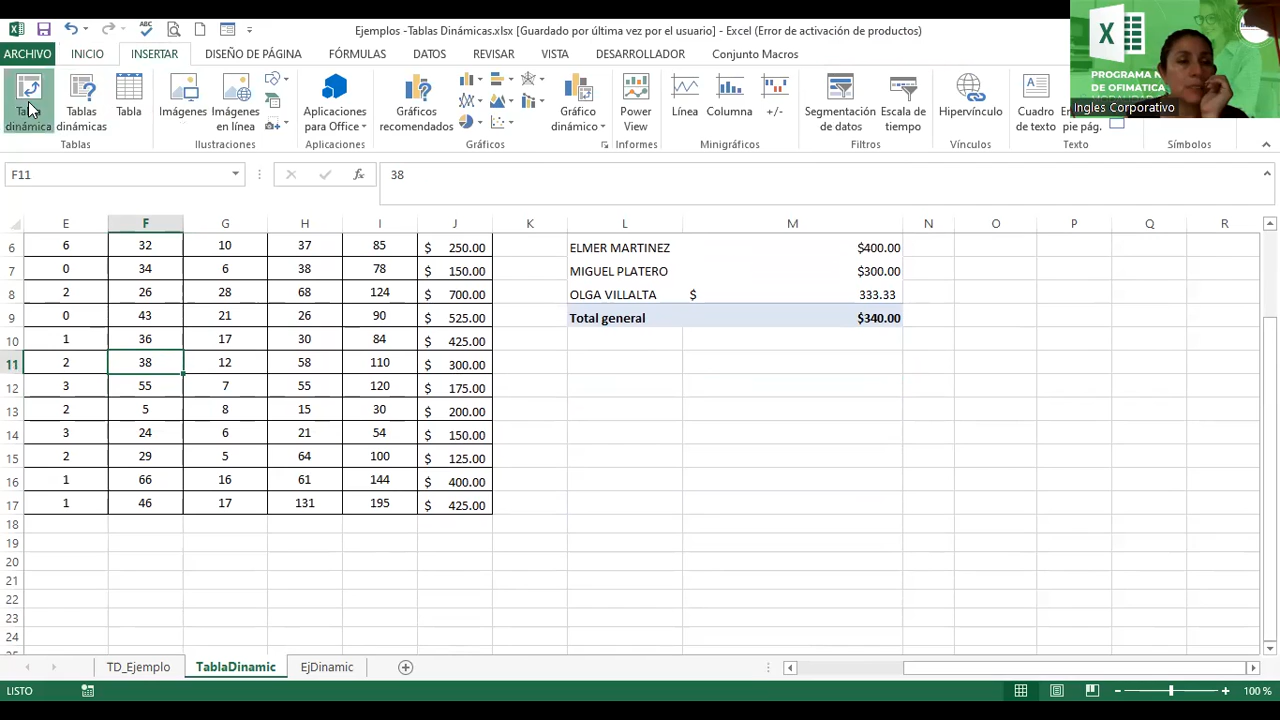 Ejemplos -Tablas Dinámicas.xlsx [Guardado por última vez por el usuario] - Excel (Error de activación de productos)
ARCHIVO INICIO INSERTAR DISEÑO DE PÁGINA FÓRMULAS DATOS REVISAR VISTA DESARROLLADOR Conjunto Macros
PROGRAMA N
DE OFIMATICA
Ingles Corporativo
dinámica
Tablas dinámicas
Tabla
Imágenes
Imágenes en línea
Aplicaciones para Office
Gráficos recomendados
Gráfico dinámico
Power View
Línea
Columna
+/-
Segmentación de datos
Escala de tiempo
Hipervínculo
Cuadro de texto
pie pág.
Tablas Ilustraciones Aplicaciones Gráficos Informes Minigráficos Filtros Vínculos Texto Símbolos
F11 fx 38
E F G H I J K L M N O P Q R
6 6 32 10 37 85 $ 250.00 ELMER MARTINEZ $400.00
7 0 34 6 38 78 $ 150.00 MIGUEL PLATERO $300.00
8 2 26 28 68 124 $ 700.00 OLGA VILLALTA $ 333.33
9 0 43 21 26 90 $ 525.00 Total general $340.00
10 1 36 17 30 84 $ 425.00
11 2 38 12 58 110 $ 300.00
12 3 55 7 55 120 $ 175.00
13 2 5 8 15 30 $ 200.00
14 3 24 6 21 54 $ 150.00
15 2 29 5 64 100 $ 125.00
16 1 66 16 61 144 $ 400.00
17 1 46 17 131 195 $ 425.00
18
19
20
21
22
23
24
TD_Ejemplo TablaDinamic EjDinamic
LISTO 100 %